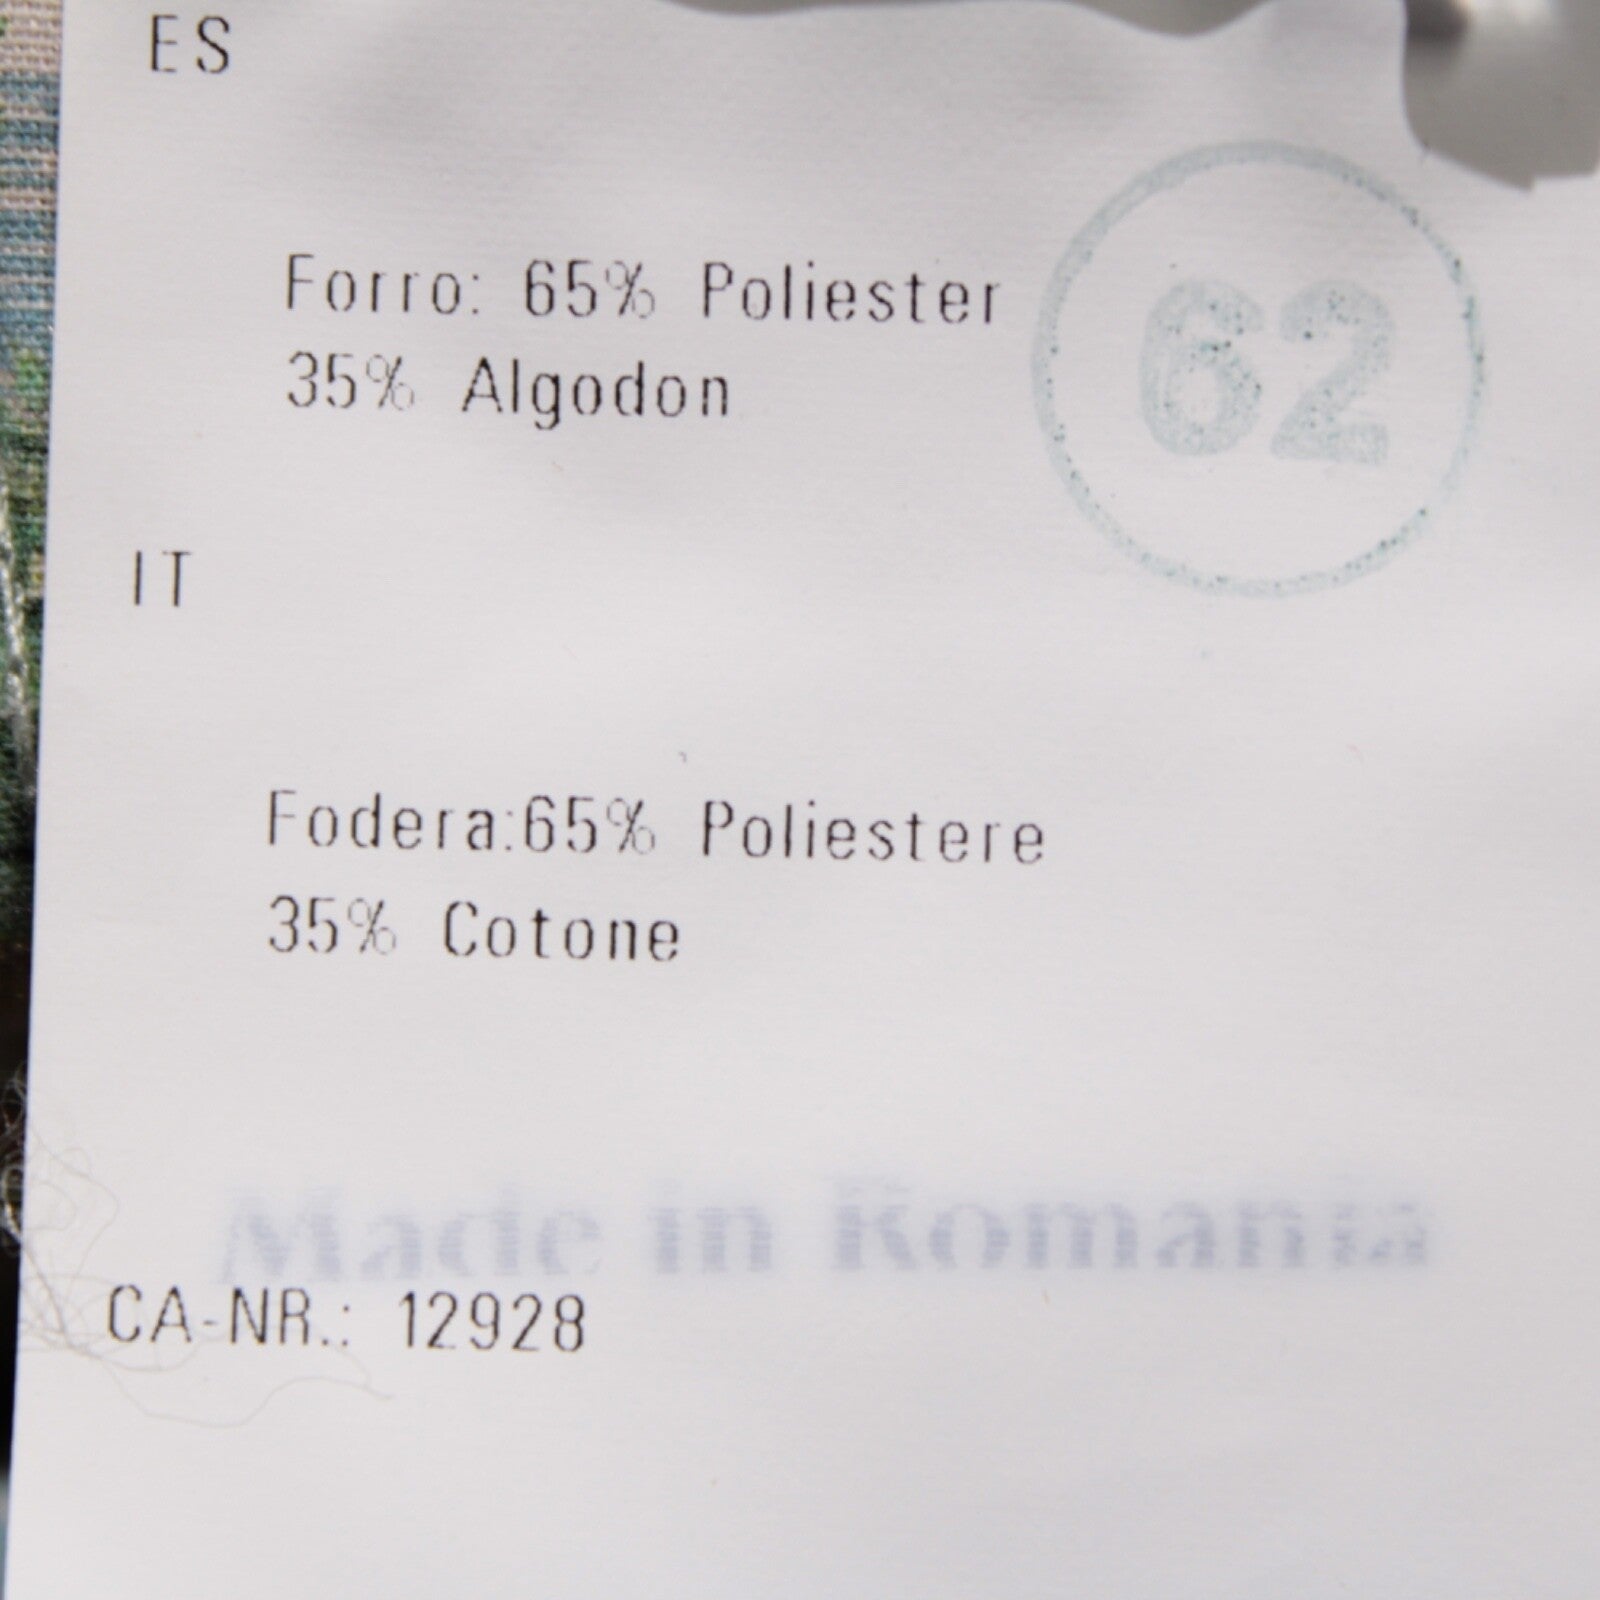 ES
Forro: 65% Poliester
35% Algodon
62
IT
Fodera:65% Poliestere
35% Cotone
Made in Romania
CA-NR.: 12928